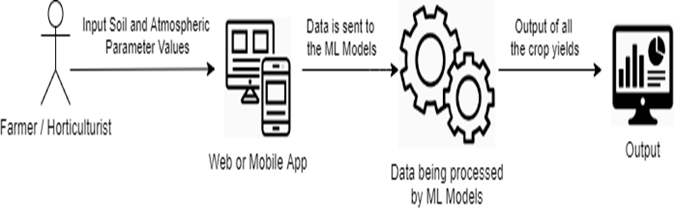 Input Soil and Atmospheric
Parameter Values
Data is sent to
the ML Models
Output of all
the crop yields
Farmer / Horticulturist
Web or Mobile App
Data being processed
by ML Models
Output